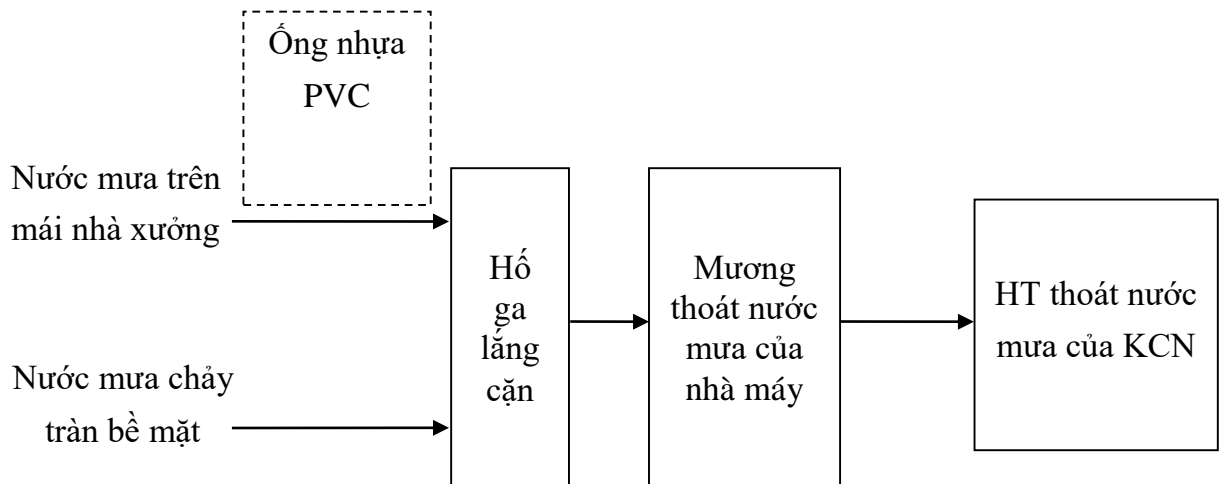 Ống nhựa
PVC
Nước mưa trên
mái nhà xưởng
Nước mưa chảy
tràn bề mặt
Hố
ga
lắng
cặn
Mương
thoát nước
mưa của
nhà máy
HT thoát nước
mưa của KCN